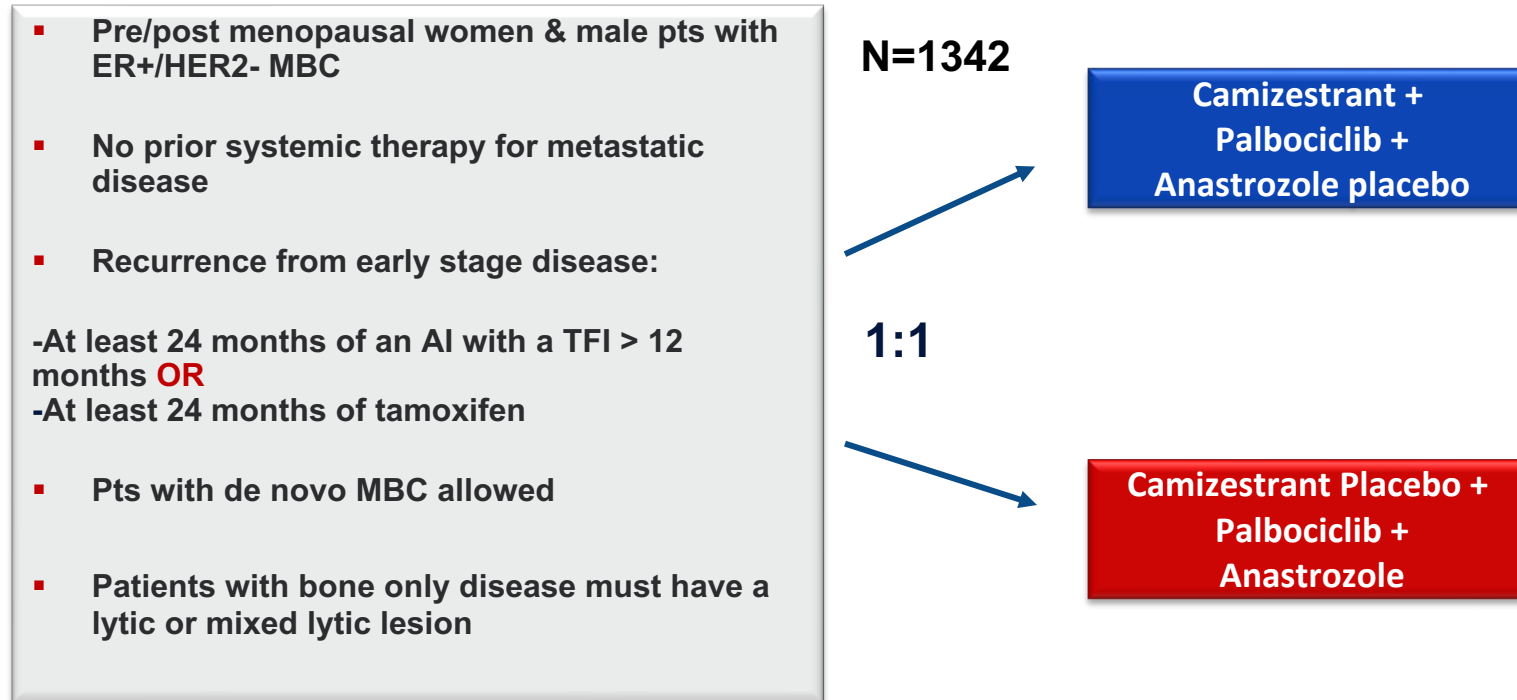 ▪ Pre/post menopausal women & male pts with
ER+/HER2- MBC
▪ No prior systemic therapy for metastatic
disease
▪ Recurrence from early stage disease:
-At least 24 months of an AI with a TFI > 12
months OR
-At least 24 months of tamoxifen
▪ Pts with de novo MBC allowed
▪ Patients with bone only disease must have a
lytic or mixed lytic lesion
N=1342
1:1
Camizestrant +
Palbociclib +
Anastrozole placebo
Camizestrant Placebo +
Palbociclib +
Anastrozole